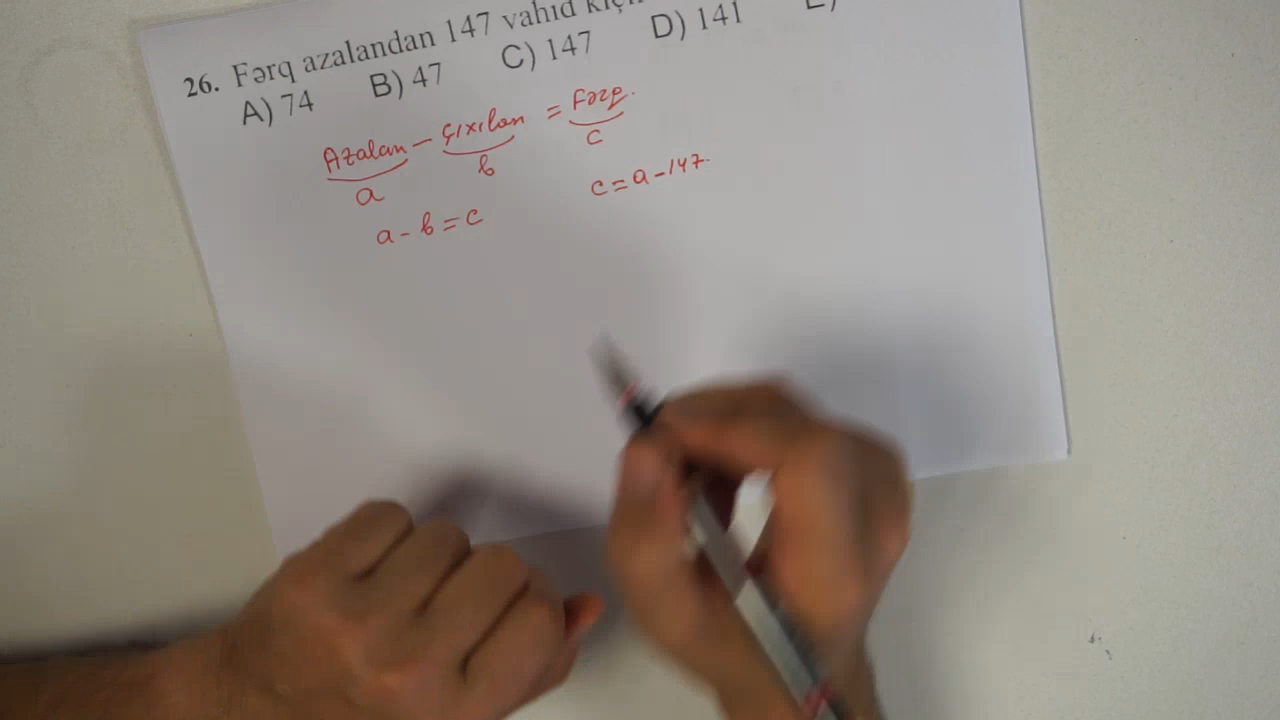 26. Fərq azalandan 147 vahid
A) 74 B) 47 C) 147 D) 141
Azalan - Çıxılan = Fərq.
a b c
a - b = c c = a - 147.